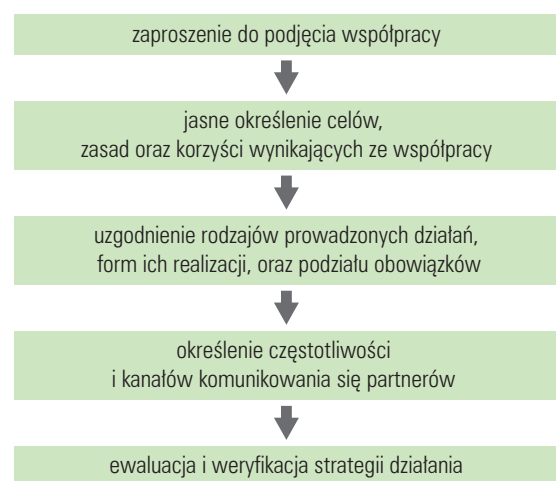 zaproszenie do podjęcia współpracy
jasne określenie celów,
zasad oraz korzyści wynikających ze współpracy
uzgodnienie rodzajów prowadzonych działań,
form ich realizacji, oraz podziału obowiązków
określenie częstotliwości
i kanałów komunikowania się partnerów
ewaluacja i weryfikacja strategii działania